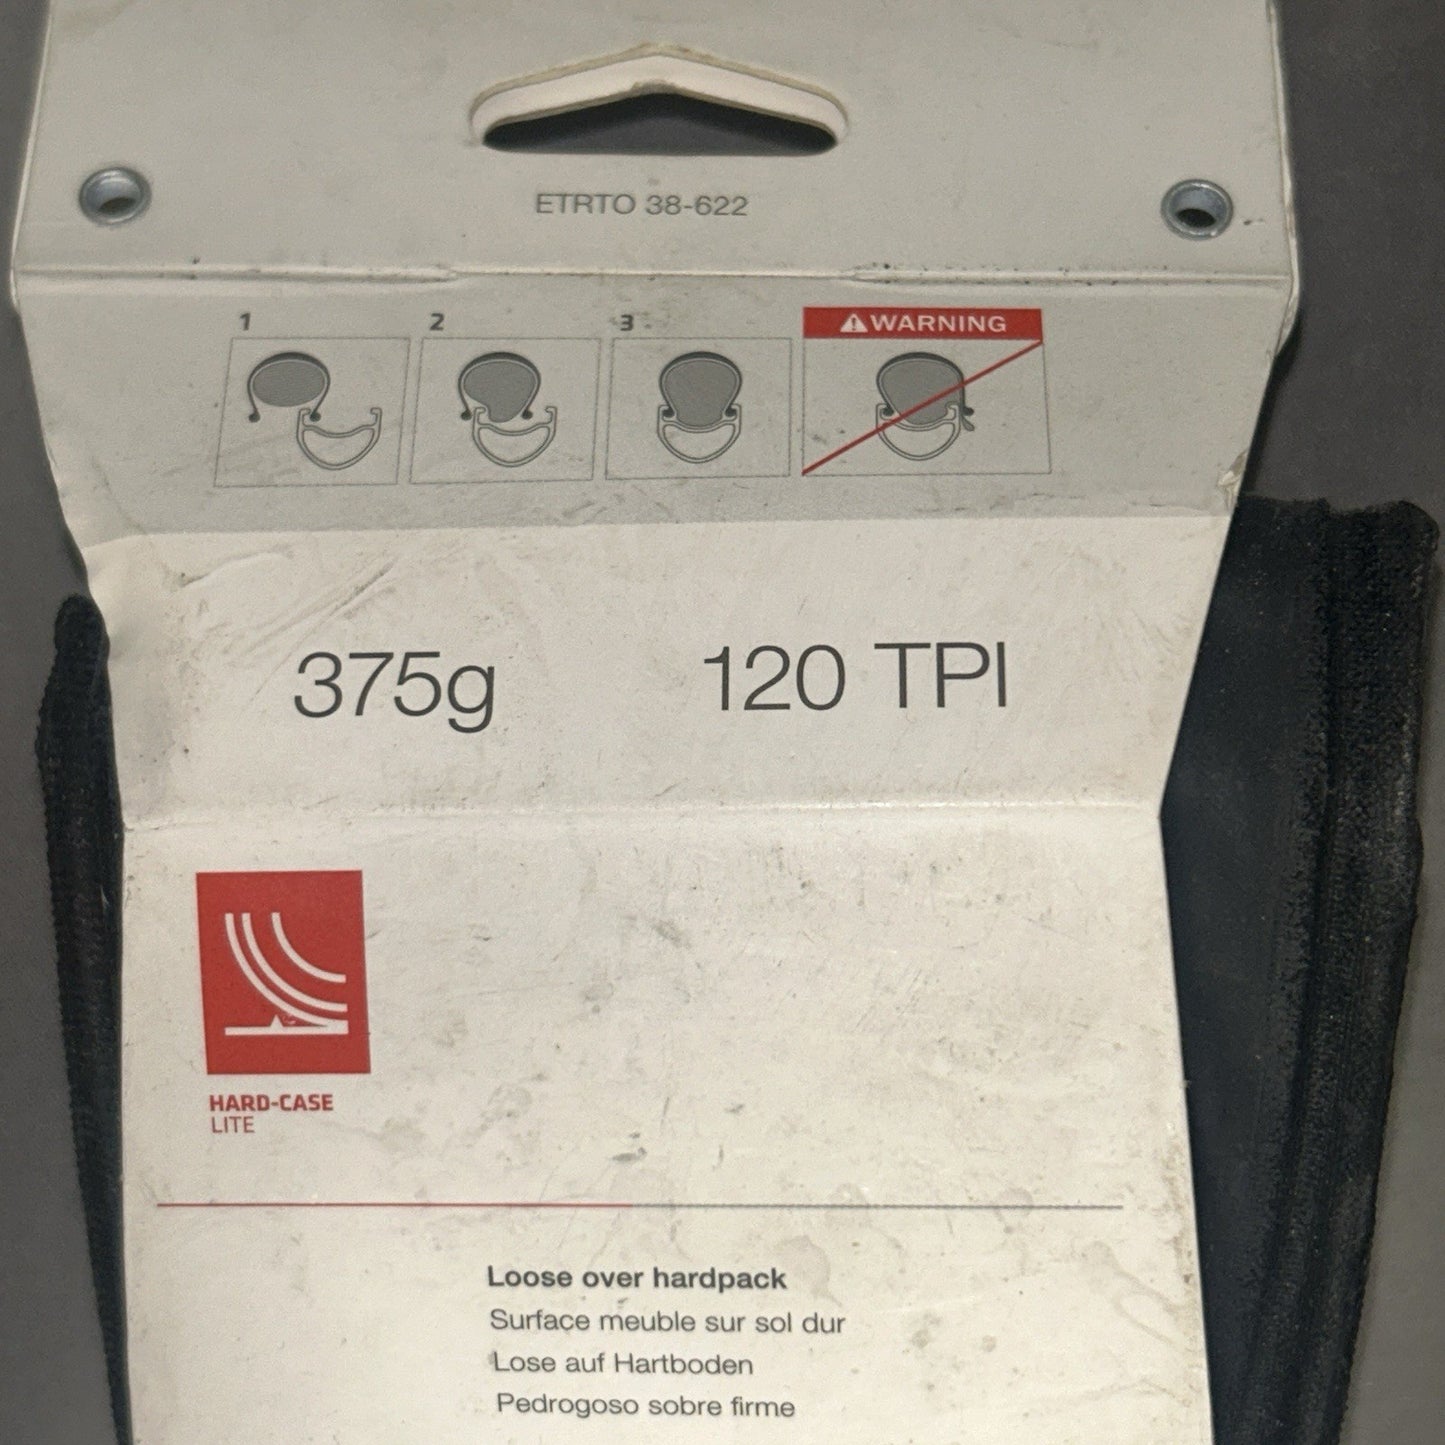 ETRTO 38-622
1
2
3
WARNING
375g
120 TPI
HARD-CASE
LITE
Loose over hardpack
Surface meuble sur sol dur
Lose auf Hartboden
Pedrogoso sobre firme